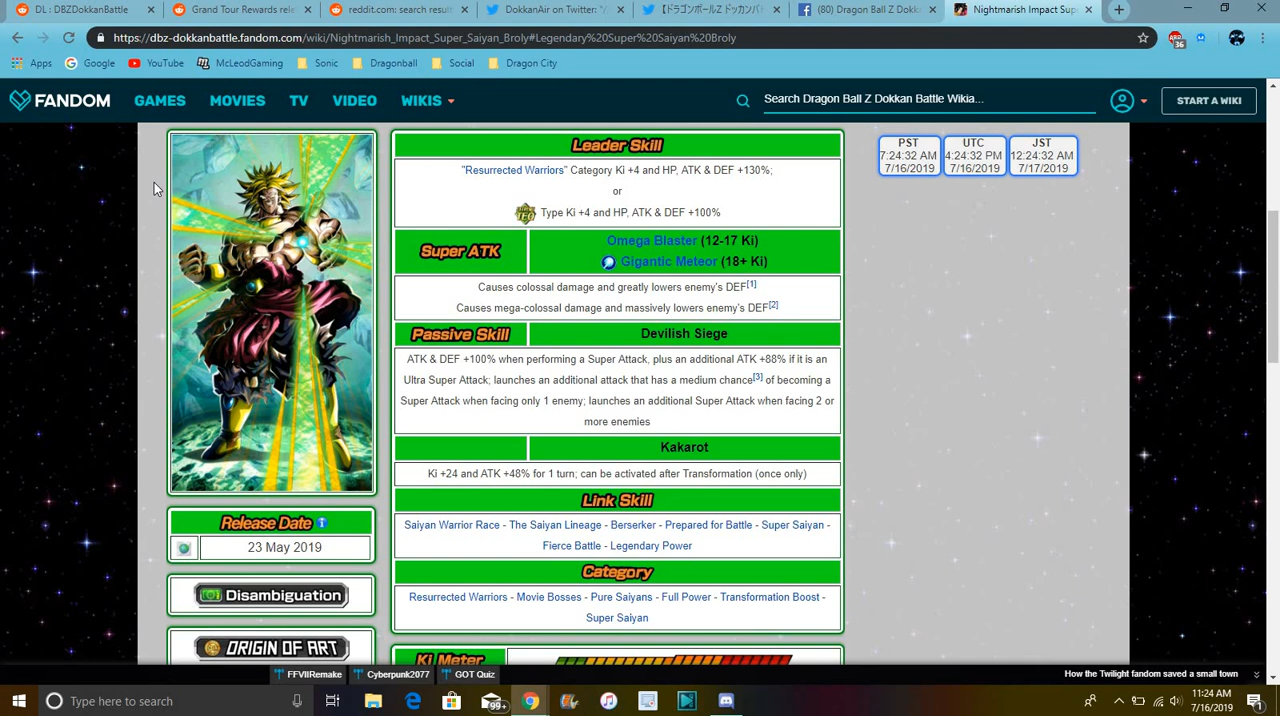 DL : DBZDokkanBattle
Grand Tour Rewards rele
reddit.com: search result
DokkanAir on Twitter: "
【ドラゴンボールZ ドッカンバ
(80) Dragon Ball Z Dokka
Nightmarish Impact Supe
https://dbz-dokkanbattle.fandom.com/wiki/Nightmarish_Impact_Super_Saiyan_Broly#Legendary%20Super%20Saiyan%20Broly
36
Apps Google YouTube McLeodGaming Sonic Dragonball Social Dragon City
FANDOM GAMES MOVIES TV VIDEO WIKIS
Search Dragon Ball Z Dokkan Battle Wikia...
START A WIKI
PST UTC JST
7:24:32 AM 4:24:32 PM 12:24:32 AM
7/16/2019 7/16/2019 7/17/2019
Leader Skill
"Resurrected Warriors" Category Ki +4 and HP, ATK & DEF +130%;
or
Type Ki +4 and HP, ATK & DEF +100%
Super ATK
Omega Blaster (12-17 Ki)
Gigantic Meteor (18+ Ki)
Causes colossal damage and greatly lowers enemy's DEF[1]
Causes mega-colossal damage and massively lowers enemy's DEF[2]
Passive Skill
Devilish Siege
ATK & DEF +100% when performing a Super Attack, plus an additional ATK +88% if it is an
Ultra Super Attack; launches an additional attack that has a medium chance[3] of becoming a
Super Attack when facing only 1 enemy; launches an additional Super Attack when facing 2 or
more enemies
Kakarot
Ki +24 and ATK +48% for 1 turn; can be activated after Transformation (once only)
Link Skill
Saiyan Warrior Race - The Saiyan Lineage - Berserker - Prepared for Battle - Super Saiyan -
Fierce Battle - Legendary Power
Category
Resurrected Warriors - Movie Bosses - Pure Saiyans - Full Power - Transformation Boost -
Super Saiyan
Ki Meter
Release Date
23 May 2019
Disambiguation
ORIGIN OF ART
FFVIIRemake Cyberpunk2077 GOT Quiz
How the Twilight fandom saved a small town
Type here to search
99+
11:24 AM
7/16/2019
1